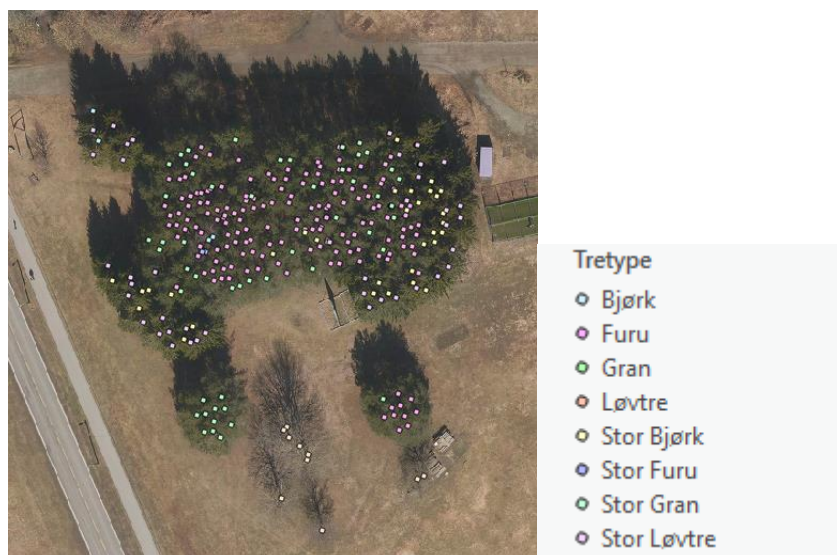 Tretype
Bjørk
Furu
Gran
Løvtre
Stor Bjørk
Stor Furu
Stor Gran
Stor Løvtre